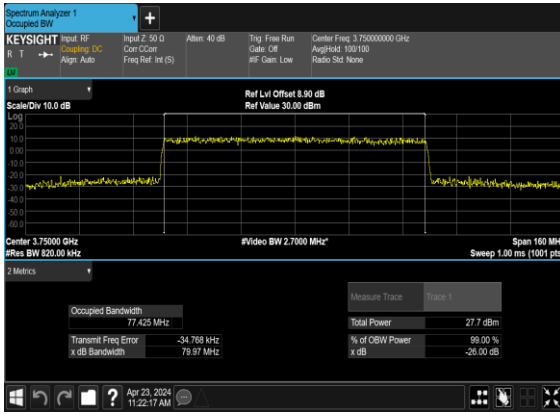 Spectrum Analyzer 1
Occupied BW
+
KEYSIGHT
R T
LW
Input: RF
Coupling: DC
Align: Auto
Input Z: 50 Ω
Corr CCorr
Freq Ref: Int (S)
Atten: 40 dB
Trig: Free Run
Gate: Off
#IF Gain: Low
Center Freq: 3.750000000 GHz
Avg|Hold: 100/100
Radio Std: None
1 Graph
Scale/Div 10.0 dB
Ref Lvl Offset 8.90 dB
Ref Value 30.00 dBm
Log
20.0
10.0
0.00
-10.0
-20.0
-30.0
-40.0
-50.0
-60.0
Center 3.75000 GHz
#Res BW 820.00 kHz
#Video BW 2.7000 MHz*
Span 160 MH
Sweep 1.00 ms (1001 pts
2 Metrics
Measure Trace
Trace 1
Occupied Bandwidth
77.425 MHz
Total Power
27.7 dBm
Transmit Freq Error
-34.768 kHz
% of OBW Power
99.00 %
x dB Bandwidth
79.97 MHz
x dB
-26.00 dB
?
Apr 23, 2024
11:22:17 AM